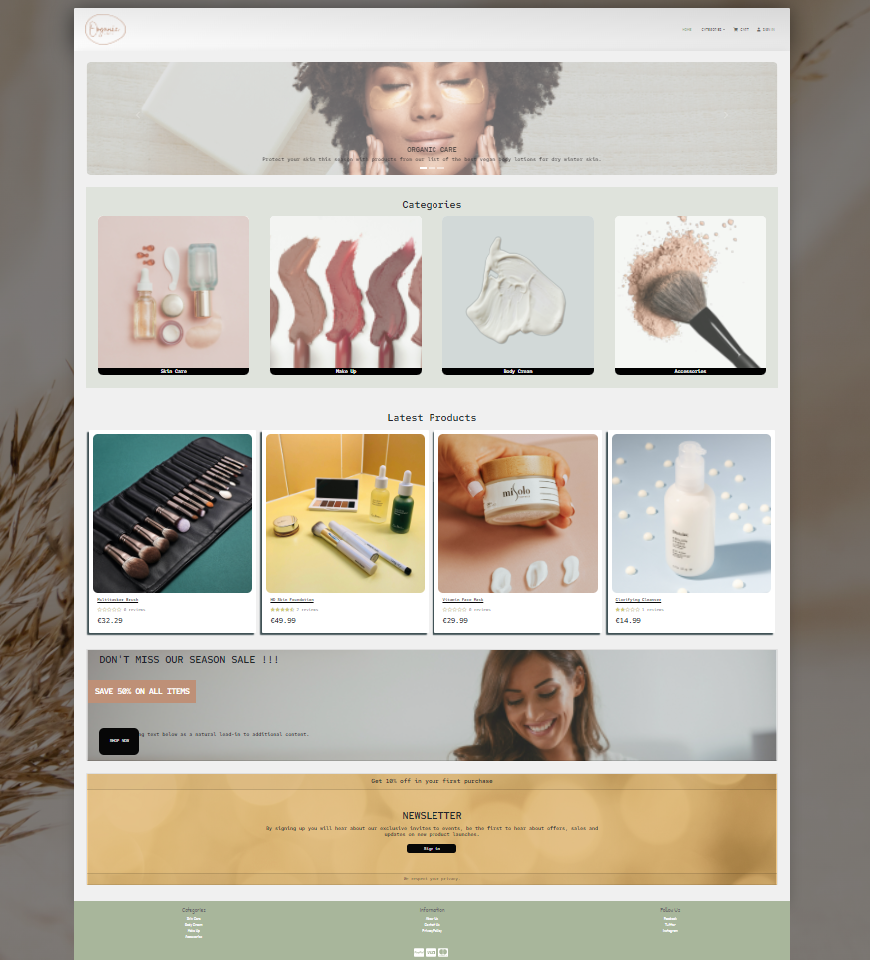 Organic
HOME CATEGORIES CART SIGN IN
ORGANIC CARE
Protect your skin this season with products from our list of the best vegan body lotions for dry winter skin.
Categories
Skin Care
Make Up
Body Cream
Accessories
Latest Products
misolo
Multitasker Brush
0 reviews
€32.29
HD Skin Foundation
2 reviews
€49.99
Vitamin Face Mask
0 reviews
€29.99
Clarifying Cleanser
€14.99
DON'T MISS OUR SEASON SALE !!!
SAVE 50% ON ALL ITEMS
SHOP NOW
g text below as a natural lead-in to additional content.
Get 10% off in your first purchase
NEWSLETTER
By signing up you will hear about our exclusive invites to events, be the first to hear about offers, sales and
updates on new product launches.
Sign in
We respect your privacy
Categories
Skin Care
Body Cream
Make Up
Accessories
Information
About Us
Contact Us
Privacy Policy
Follow Us
Facebook
Twitter
Instagram
VISA